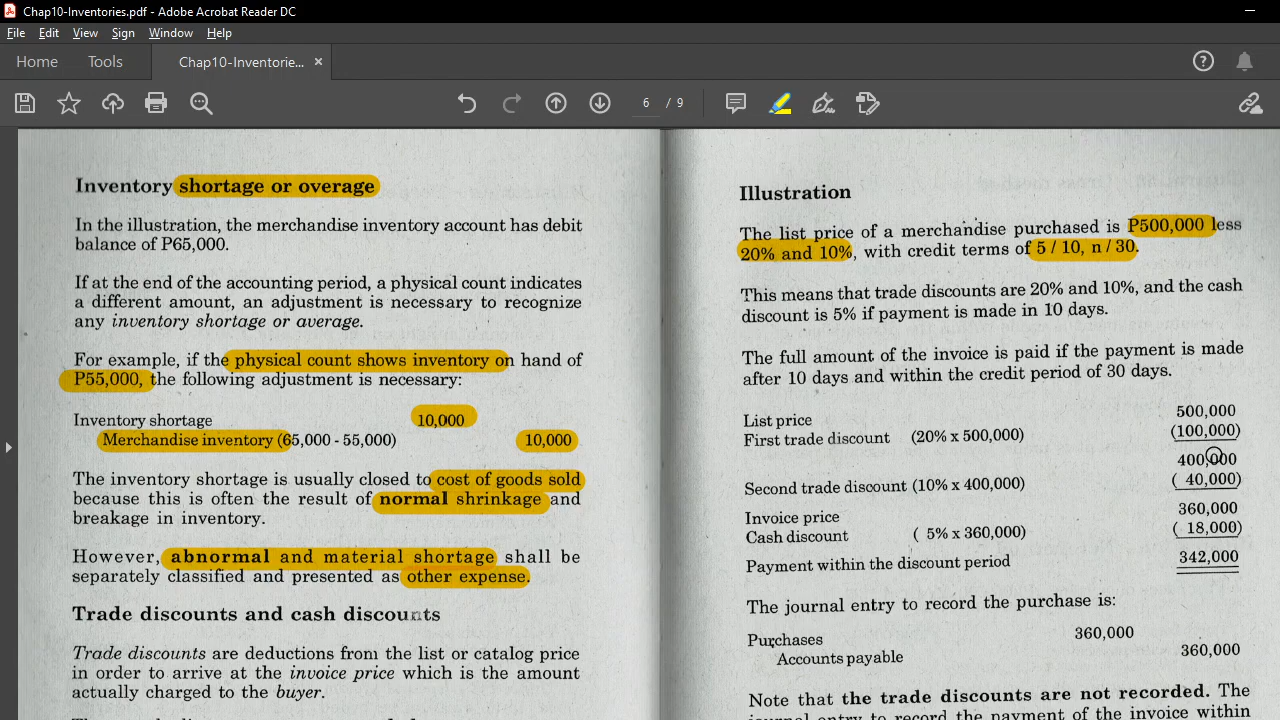 Chap10-Inventories.pdf - Adobe Acrobat Reader DC
File Edit View Sign Window Help
Home Tools Chap10-Inventorie... ×
6 / 9
Inventory shortage or overage
In the illustration, the merchandise inventory account has debit
balance of P65,000.
If at the end of the accounting period, a physical count indicates
a different amount, an adjustment is necessary to recognize
any inventory shortage or average.
For example, if the physical count shows inventory on hand of
P55,000, the following adjustment is necessary:
Inventory shortage 10,000
Merchandise inventory (65,000 - 55,000) 10,000
The inventory shortage is usually closed to cost of goods sold
because this is often the result of normal shrinkage and
breakage in inventory.
However, abnormal and material shortage shall be
separately classified and presented as other expense.
Trade discounts and cash discounts
Trade discounts are deductions from the list or catalog price
in order to arrive at the invoice price which is the amount
actually charged to the buyer.
Illustration
The list price of a merchandise purchased is P500,000 less
20% and 10%, with credit terms of 5 / 10, n / 30.
This means that trade discounts are 20% and 10%, and the cash
discount is 5% if payment is made in 10 days.
The full amount of the invoice is paid if the payment is made
after 10 days and within the credit period of 30 days.
List price 500,000
First trade discount (20% x 500,000) (100,000)
400,000
Second trade discount (10% x 400,000) ( 40,000)
Invoice price 360,000
Cash discount ( 5% x 360,000) ( 18,000)
Payment within the discount period 342,000
The journal entry to record the purchase is:
Purchases 360,000
Accounts payable 360,000
Note that the trade discounts are not recorded. The
journal entry to record the payment of the invoice within